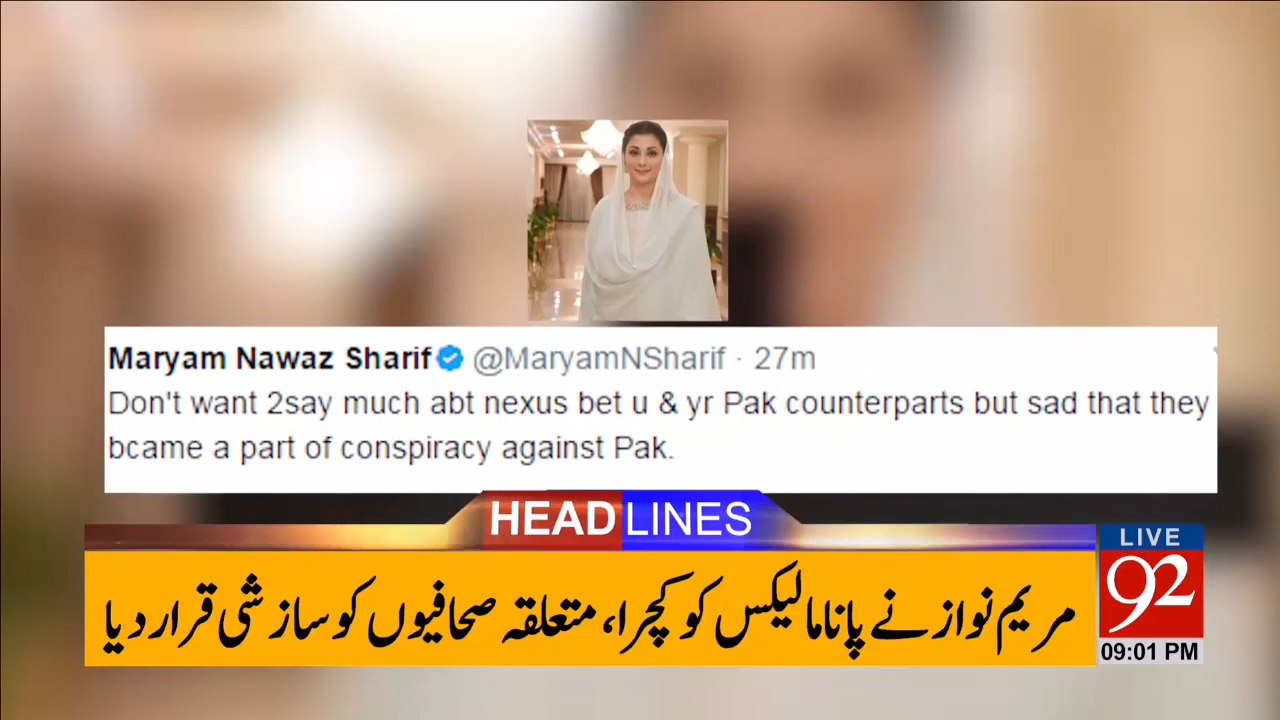 Maryam Nawaz Sharif @MaryamNSharif · 27m
Don't want 2say much abt nexus bet u & yr Pak counterparts but sad that they
bcame a part of conspiracy against Pak.
HEADLINES
LIVE
92
مریم نواز نے پاناما لیکس کو کچرا، متعلقہ صحافیوں کو سازشی قرار دیا
09:01 PM